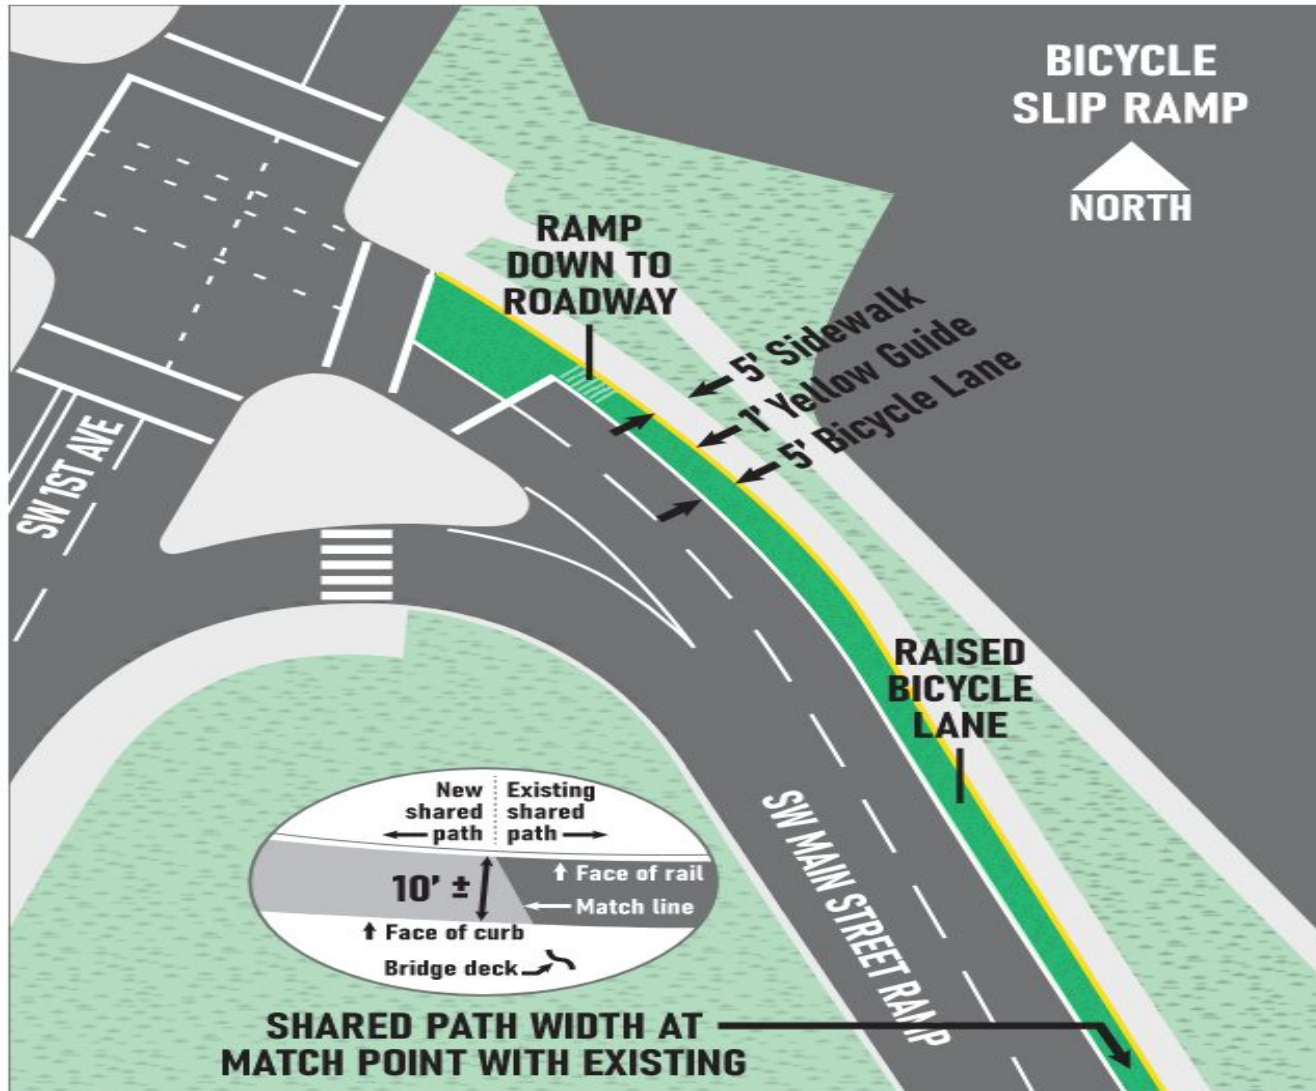 BICYCLE
SLIP RAMP
NORTH
RAMP
DOWN TO
ROADWAY
5' Sidewalk
1' Yellow Guide
5' Bicycle Lane
SW 1ST AVE
RAISED
BICYCLE
LANE
SW MAIN STREET RAMP
New
shared
path
Existing
shared
path
10' ±
Face of rail
Match line
Face of curb
Bridge deck
SHARED PATH WIDTH AT
MATCH POINT WITH EXISTING